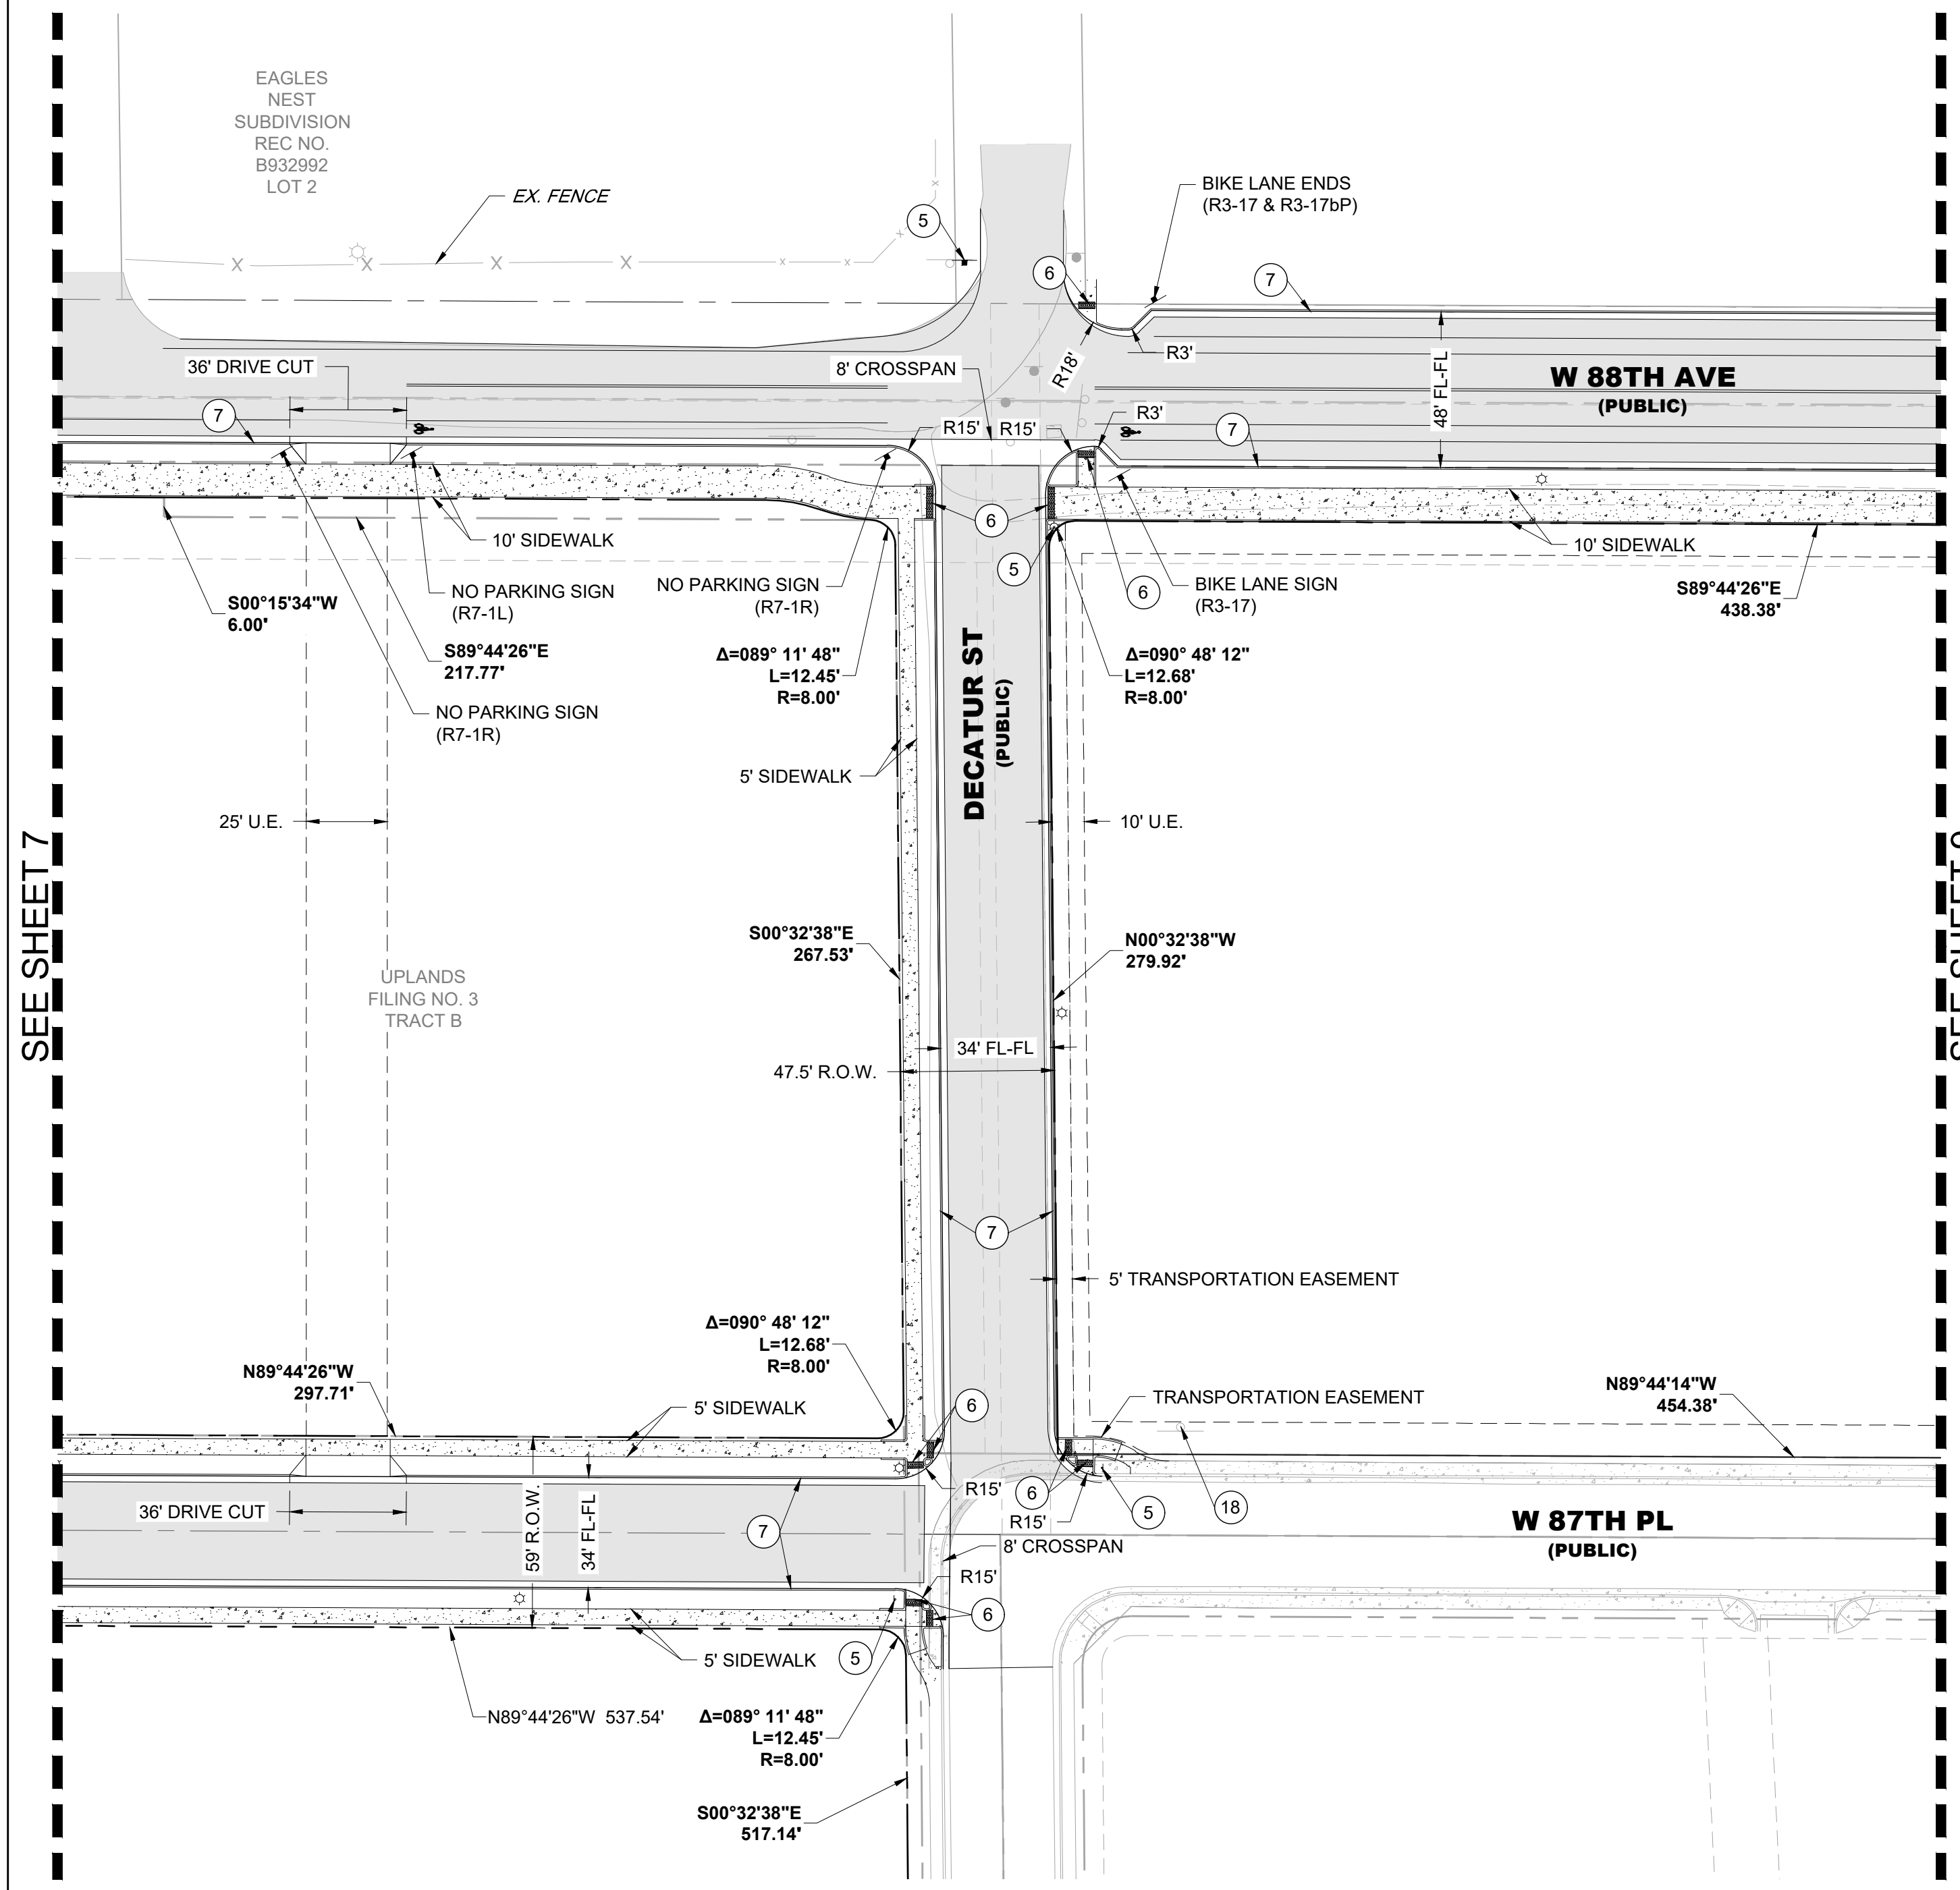 EAGLES
NEST
SUBDIVISION
REC NO.
B932992
LOT 2
EX. FENCE
5
BIKE LANE ENDS
(R3-17 & R3-17bP)
6
7
36' DRIVE CUT
8' CROSSPAN
R18'
R3'
48' FL-FL
W 88TH AVE
(PUBLIC)
7
R15'
R15'
R3'
7
10' SIDEWALK
6
5
10' SIDEWALK
S00°15'34"W
6.00'
NO PARKING SIGN
(R7-1L)
NO PARKING SIGN
(R7-1R)
6
BIKE LANE SIGN
(R3-17)
S89°44'26"E
438.38'
S89°44'26"E
217.77'
Δ=089° 11' 48"
L=12.45'
R=8.00'
DECATUR ST
(PUBLIC)
Δ=090° 48' 12"
L=12.68'
R=8.00'
NO PARKING SIGN
(R7-1R)
5' SIDEWALK
25' U.E.
10' U.E.
SEE SHEET 7
S00°32'38"E
267.53'
N00°32'38"W
279.92'
UPLANDS
FILING NO. 3
TRACT B
34' FL-FL
47.5' R.O.W.
7
5' TRANSPORTATION EASEMENT
Δ=090° 48' 12"
L=12.68'
R=8.00'
N89°44'26"W
297.71'
5' SIDEWALK
6
TRANSPORTATION EASEMENT
N89°44'14"W
454.38'
36' DRIVE CUT
59' R.O.W.
34' FL-FL
7
R15'
6
R15'
5
18
W 87TH PL
(PUBLIC)
8' CROSSPAN
R15'
6
5' SIDEWALK
5
N89°44'26"W 537.54'
Δ=089° 11' 48"
L=12.45'
R=8.00'
S00°32'38"E
517.14'